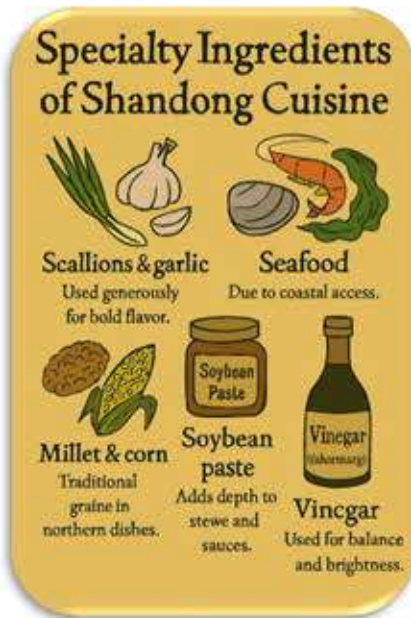 Specialty Ingredients
of Shandong Cuisine
Scallions & garlic
Used generously
for bold flavor.
Seafood
Due to coastal access.
Millet & corn
Traditional
graine in
northern dishes.
Soybean
Paste
Soybean
paste
Adds depth to
stewe and
sauces.
Vinegar
Vincgar
Used for balance
and brightness.